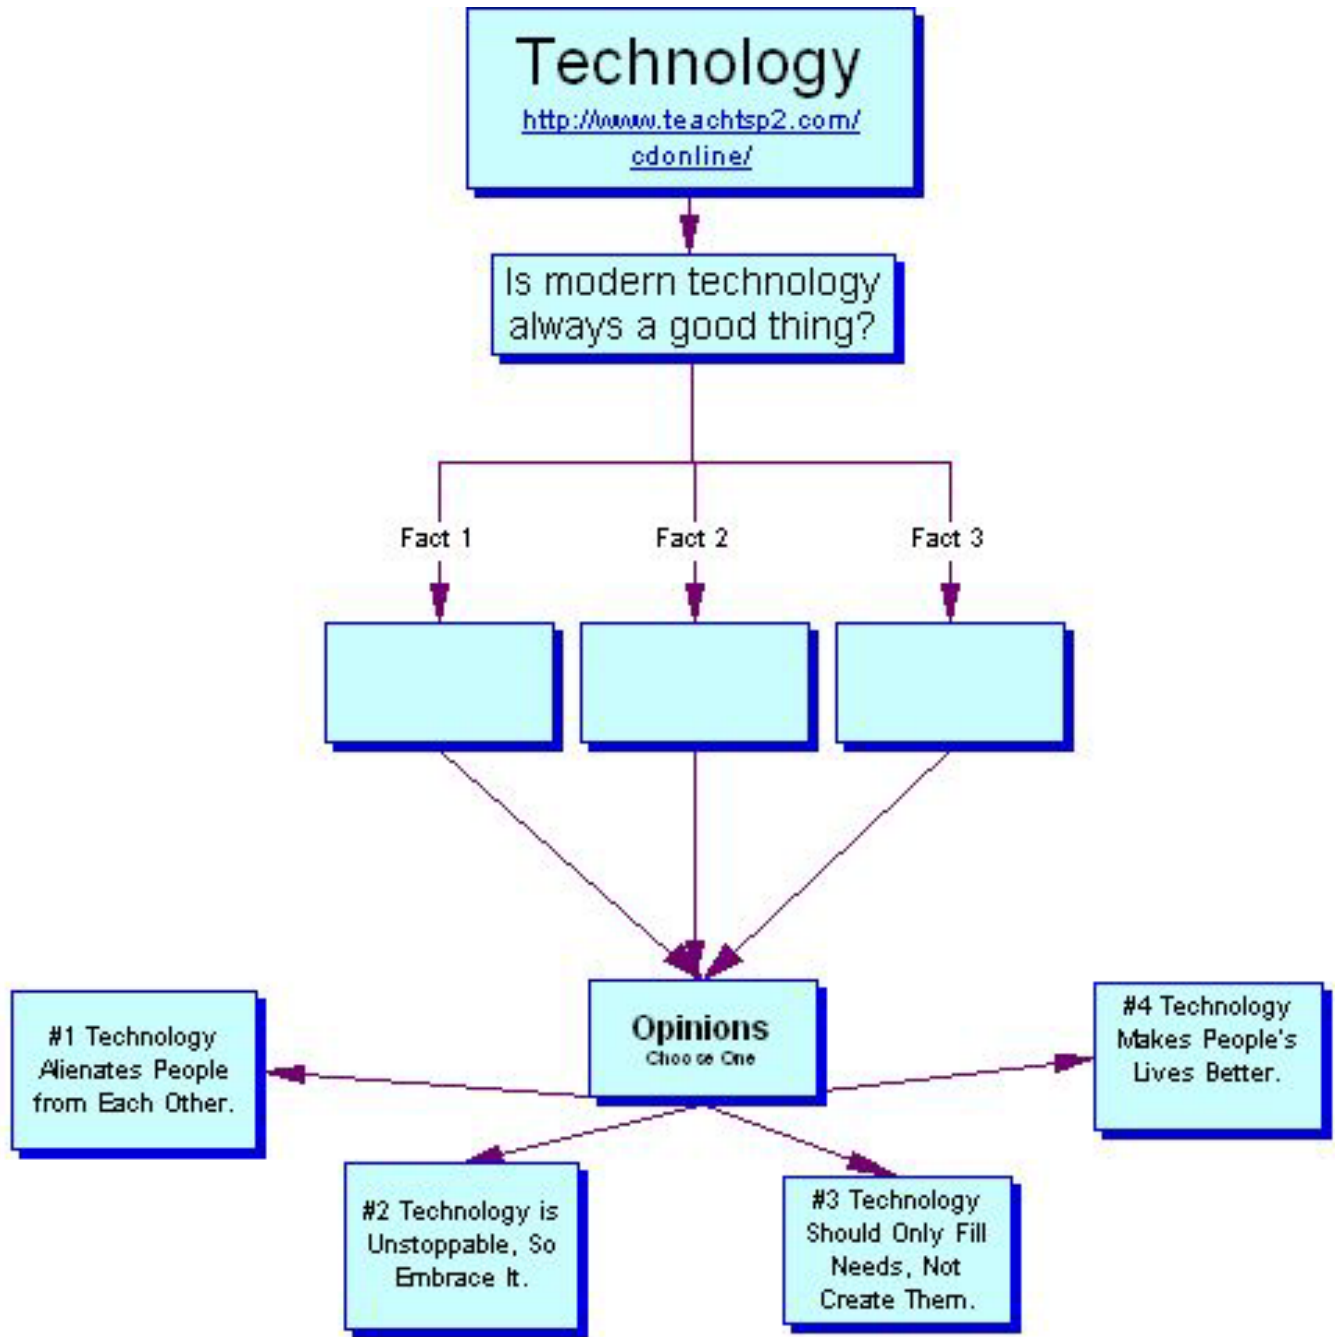 Technology
http://www.teachtsp2.com/
cdonline/
Is modern technology
always a good thing?
Fact 1
Fact 2
Fact 3
Opinions
Choose One
#1 Technology
Alienates People
from Each Other.
#2 Technology is
Unstoppable, So
Embrace It.
#3 Technology
Should Only Fill
Needs, Not
Create Them.
#4 Technology
Makes People's
Lives Better.